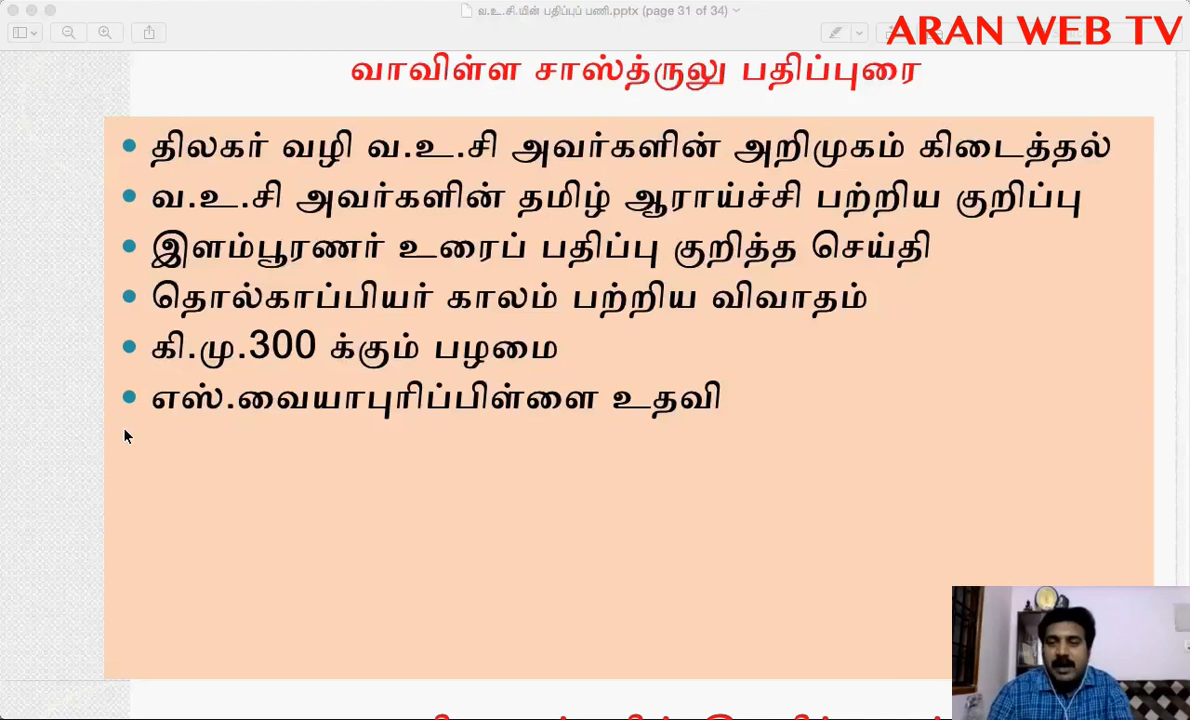 வ.உ.சி.யின் பதிப்புப் பணி.pptx (page 31 of 34)
ARAN WEB TV
வாவிள்ள சாஸ்த்ருலு பதிப்புரை
திலகர் வழி வ.உ.சி அவர்களின் அறிமுகம் கிடைத்தல்
வ.உ.சி அவர்களின் தமிழ் ஆராய்ச்சி பற்றிய குறிப்பு
இளம்பூரணர் உரைப் பதிப்பு குறித்த செய்தி
தொல்காப்பியர் காலம் பற்றிய விவாதம்
கி.மு.300 க்கும் பழமை
எஸ்.வையாபுரிப்பிள்ளை உதவி